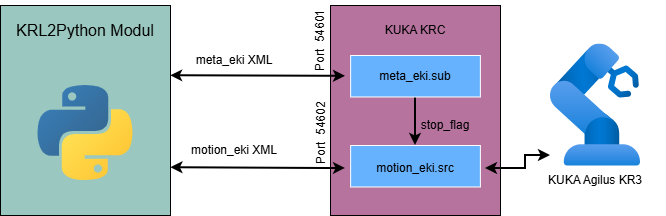 KRL2Python Modul
meta_eki XML
motion_eki XML
Port 54601
Port 54602
KUKA KRC
meta_eki.sub
stop_flag
motion_eki.src
KUKA Agilus KR3